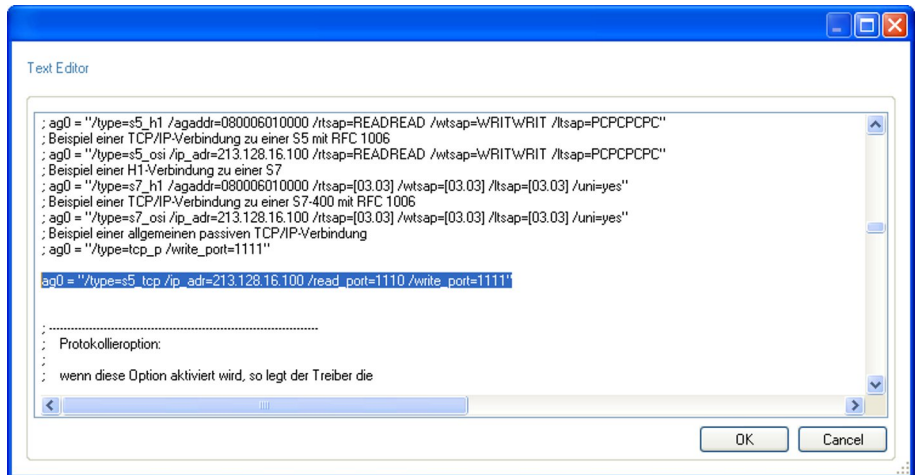 Text Editor
; ag0 = "/type=s5_h1 /agaddr=080006010000 /rtsap=READREAD /wtsap=WRITWRIT /ltsap=PCPCPCPC"
; Beispiel einer TCP/IP-Verbindung zu einer S5 mit RFC 1006
; ag0 = "/type=s5_osi /ip_adr=213.128.16.100 /rtsap=READREAD /wtsap=WRITWRIT /ltsap=PCPCPCPC"
; Beispiel einer H1-Verbindung zu einer S7
; ag0 = "/type=s7_h1 /agaddr=080006010000 /rtsap=[03.03] /wtsap=[03.03] /ltsap=[03.03] /uni=yes"
; Beispiel einer TCP/IP-Verbindung zu einer S7-400 mit RFC 1006
; ag0 = "/type=s7_osi /ip_adr=213.128.16.100 /rtsap=[03.03] /wtsap=[03.03] /ltsap=[03.03] /uni=yes"
; Beispiel einer allgemeinen passiven TCP/IP-Verbindung
; ag0 = "/type=tcp_p /write_port=1111"
ag0 = "/type=s5_tcp /ip_adr=213.128.16.100 /read_port=1110 /write_port=1111"
; --------------------------------------------------------------------------
; Protokollieroption:
;
; wenn diese Option aktiviert wird, so legt der Treiber die
OK Cancel